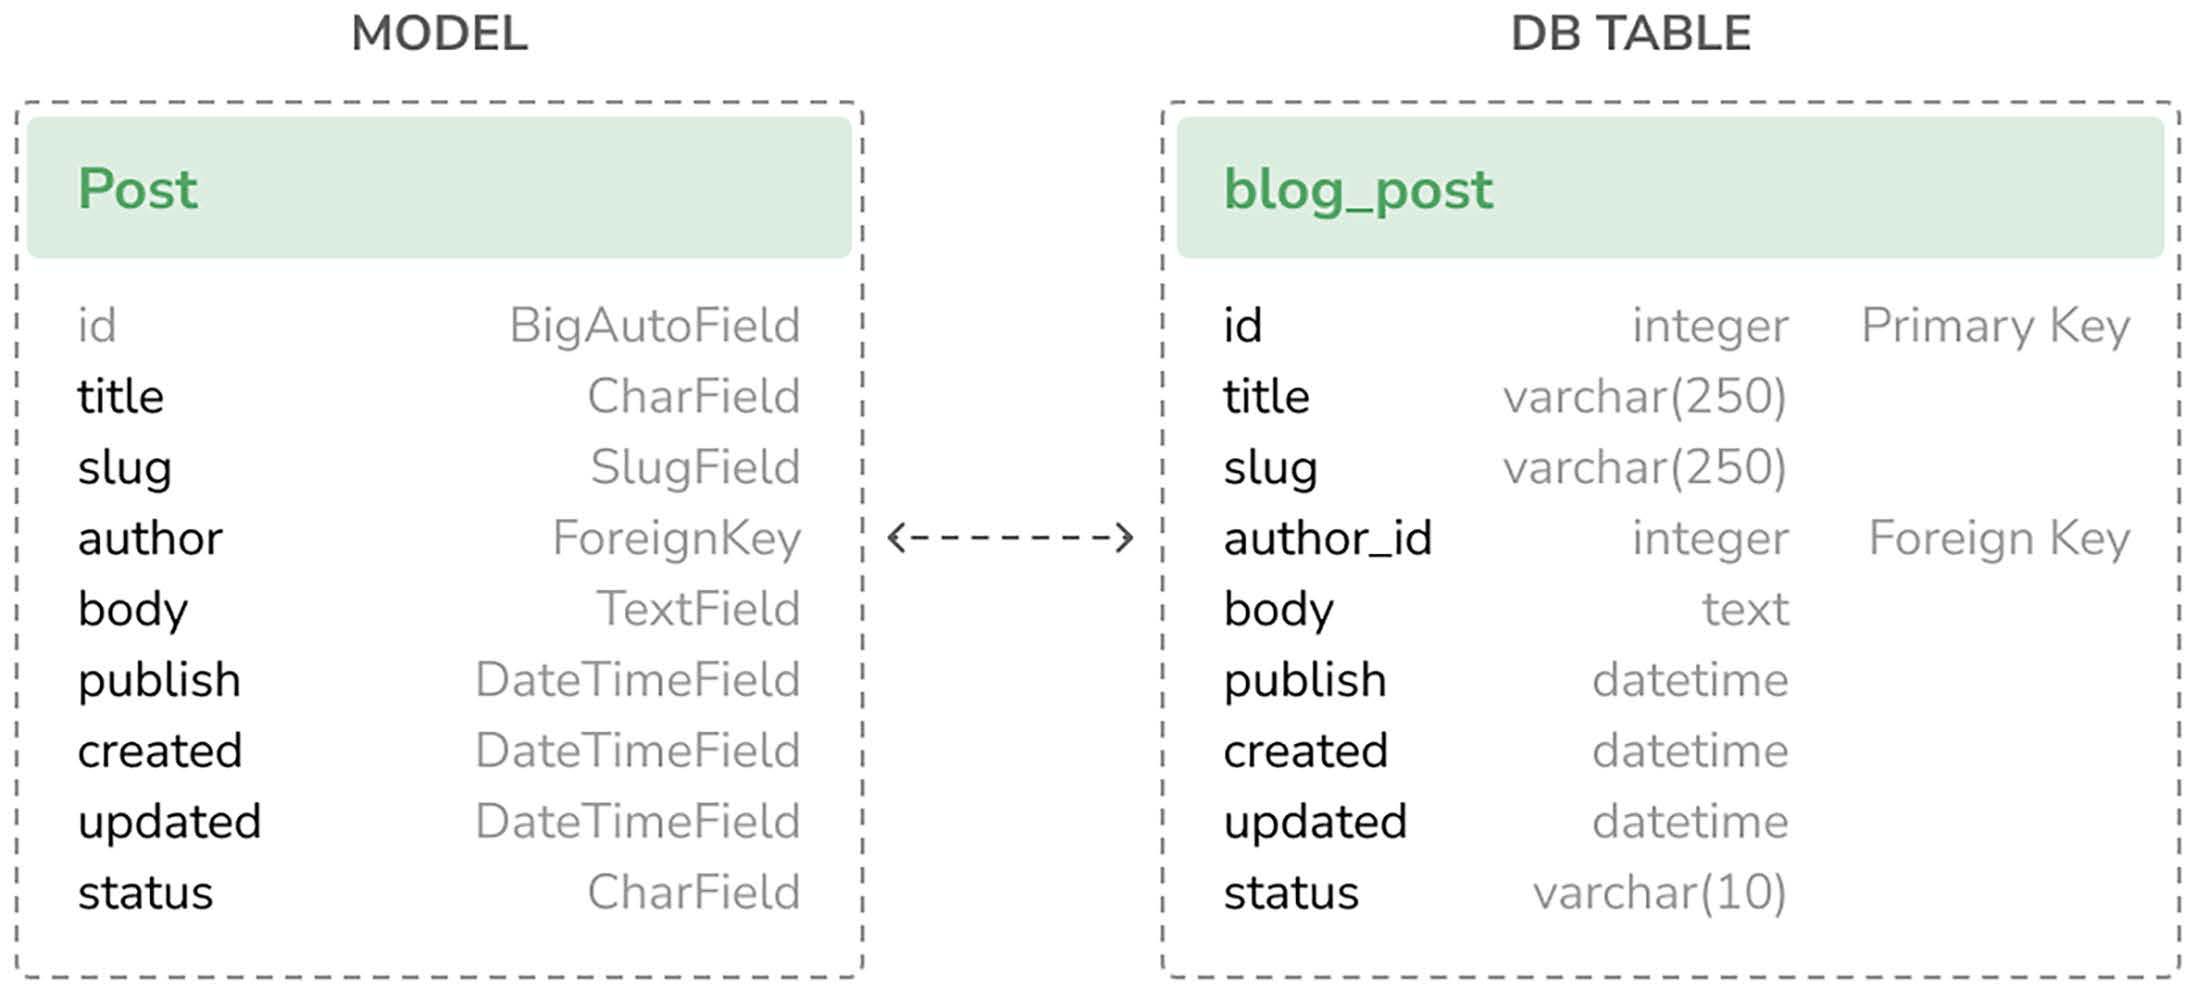 MODEL
Post
id BigAutoField
title CharField
slug SlugField
author ForeignKey
body TextField
publish DateTimeField
created DateTimeField
updated DateTimeField
status CharField
DB TABLE
blog_post
id integer Primary Key
title varchar(250)
slug varchar(250)
author_id integer Foreign Key
body text
publish datetime
created datetime
updated datetime
status varchar(10)